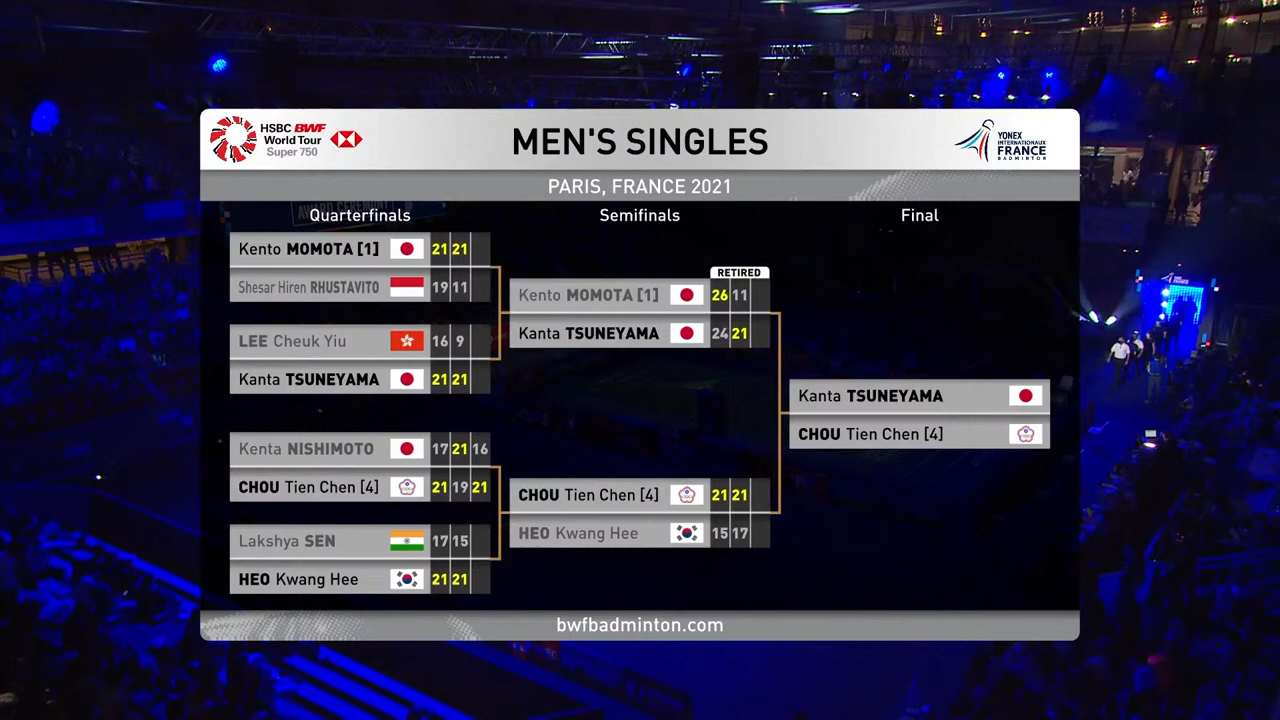 HSBC BWF
World Tour
Super 750
MEN'S SINGLES
YONEX
INTERNATIONAUX
FRANCE
BADMINTON
PARIS, FRANCE 2021
AWARD CEREMONY
Quarterfinals
Semifinals
Final
Kento MOMOTA [1] 21 21
Shesar Hiren RHUSTAVITO 19 11
LEE Cheuk Yiu 16 9
Kanta TSUNEYAMA 21 21
Kenta NISHIMOTO 17 21 16
CHOU Tien Chen [4] 21 19 21
Lakshya SEN 17 15
HEO Kwang Hee 21 21
RETIRED
Kento MOMOTA [1] 26 11
Kanta TSUNEYAMA 24 21
CHOU Tien Chen [4] 21 21
HEO Kwang Hee 15 17
Kanta TSUNEYAMA
CHOU Tien Chen [4]
bwfbadminton.com